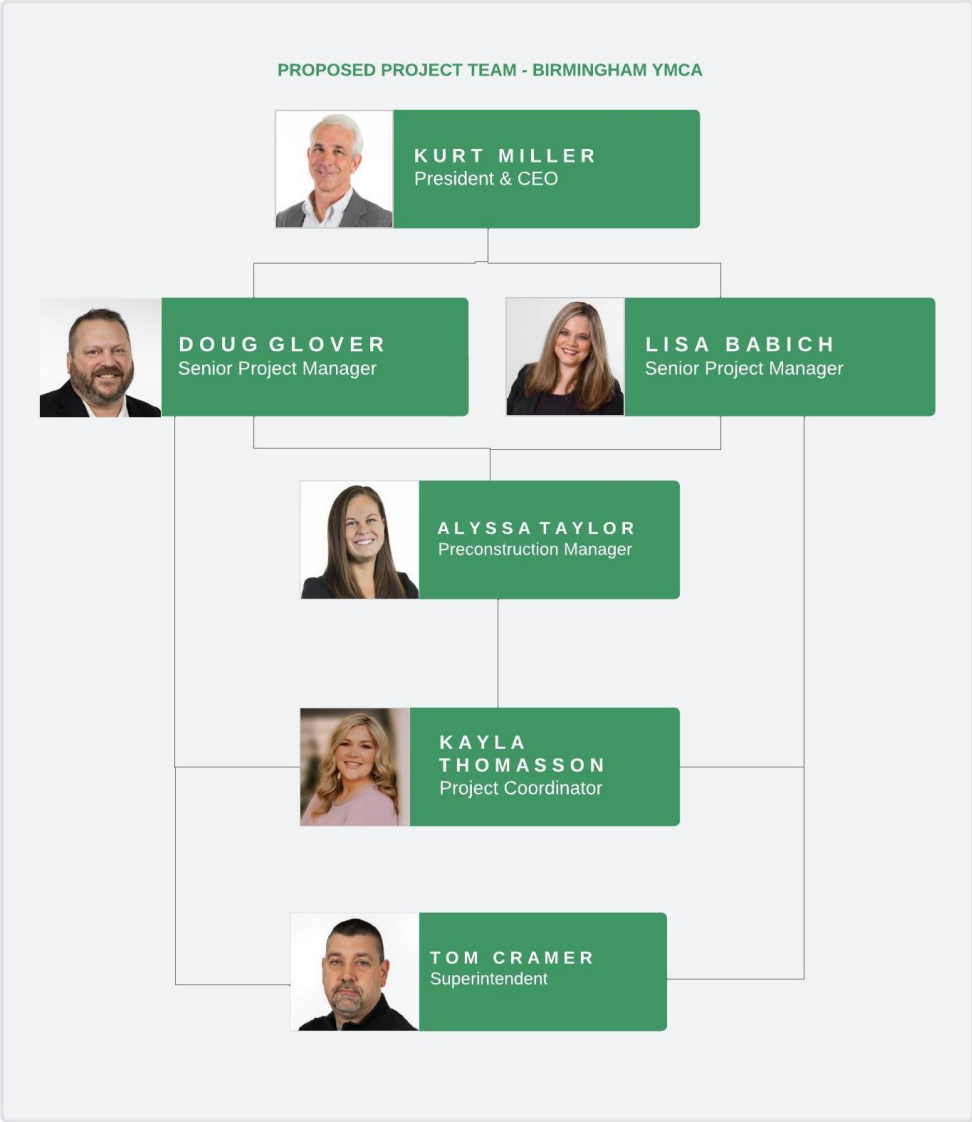 PROPOSED PROJECT TEAM - BIRMINGHAM YMCA
KURT MILLER
President & CEO
DOUG GLOVER
Senior Project Manager
LISA BABICH
Senior Project Manager
ALYSSA TAYLOR
Preconstruction Manager
KAYLA
THOMASSON
Project Coordinator
TOM CRAMER
Superintendent